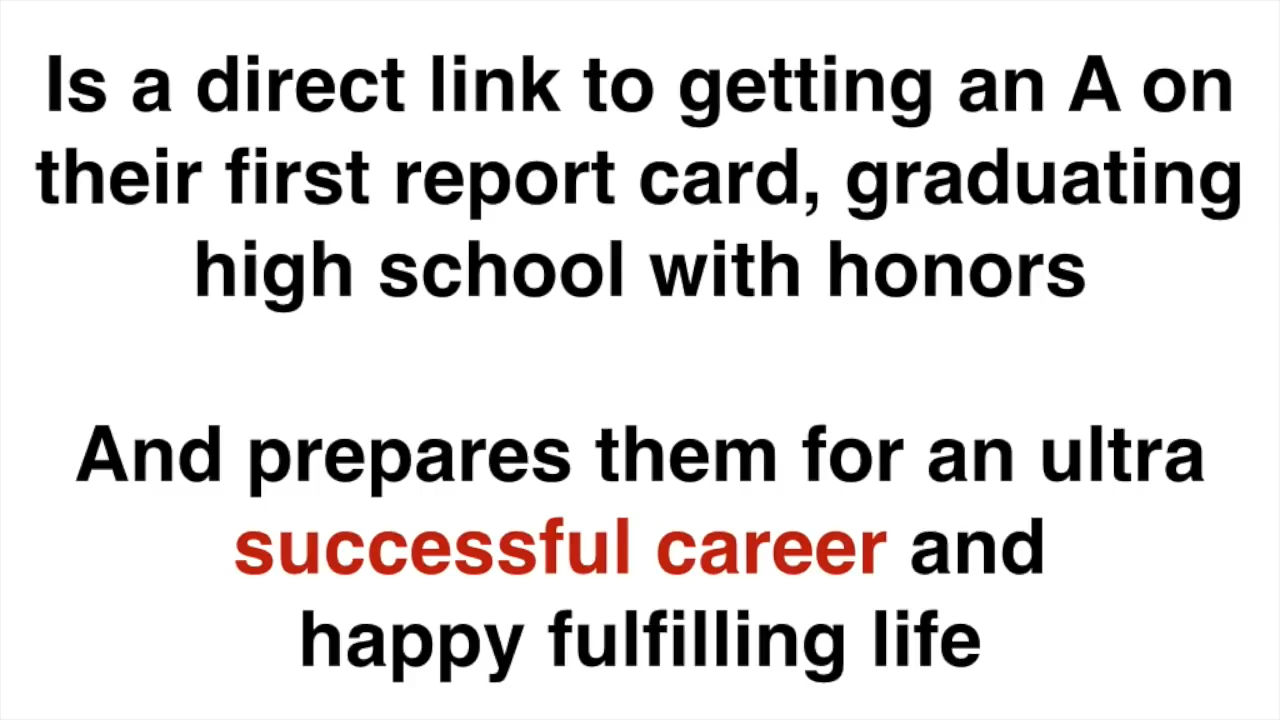 Is a direct link to getting an A on
their first report card, graduating
high school with honors
And prepares them for an ultra
successful career and
happy fulfilling life